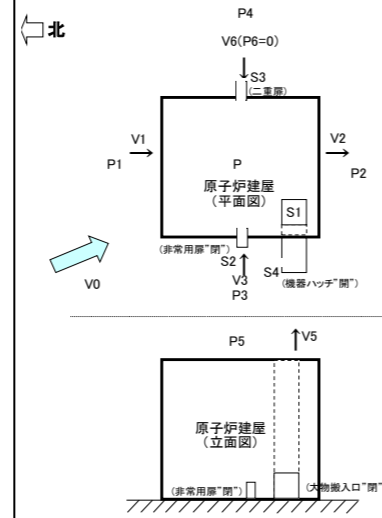 北
P4
V6(P6=0)
S3
(二重扉)
V1
V2
P1
P
P2
原子炉建屋
(平面図)
S1
(非常用扉"閉")
S2
S4
V3
(機器ハッチ"開")
P3
V0
P5
V5
原子炉建屋
(立面図)
(非常用扉"閉")
(大物搬入口"閉"